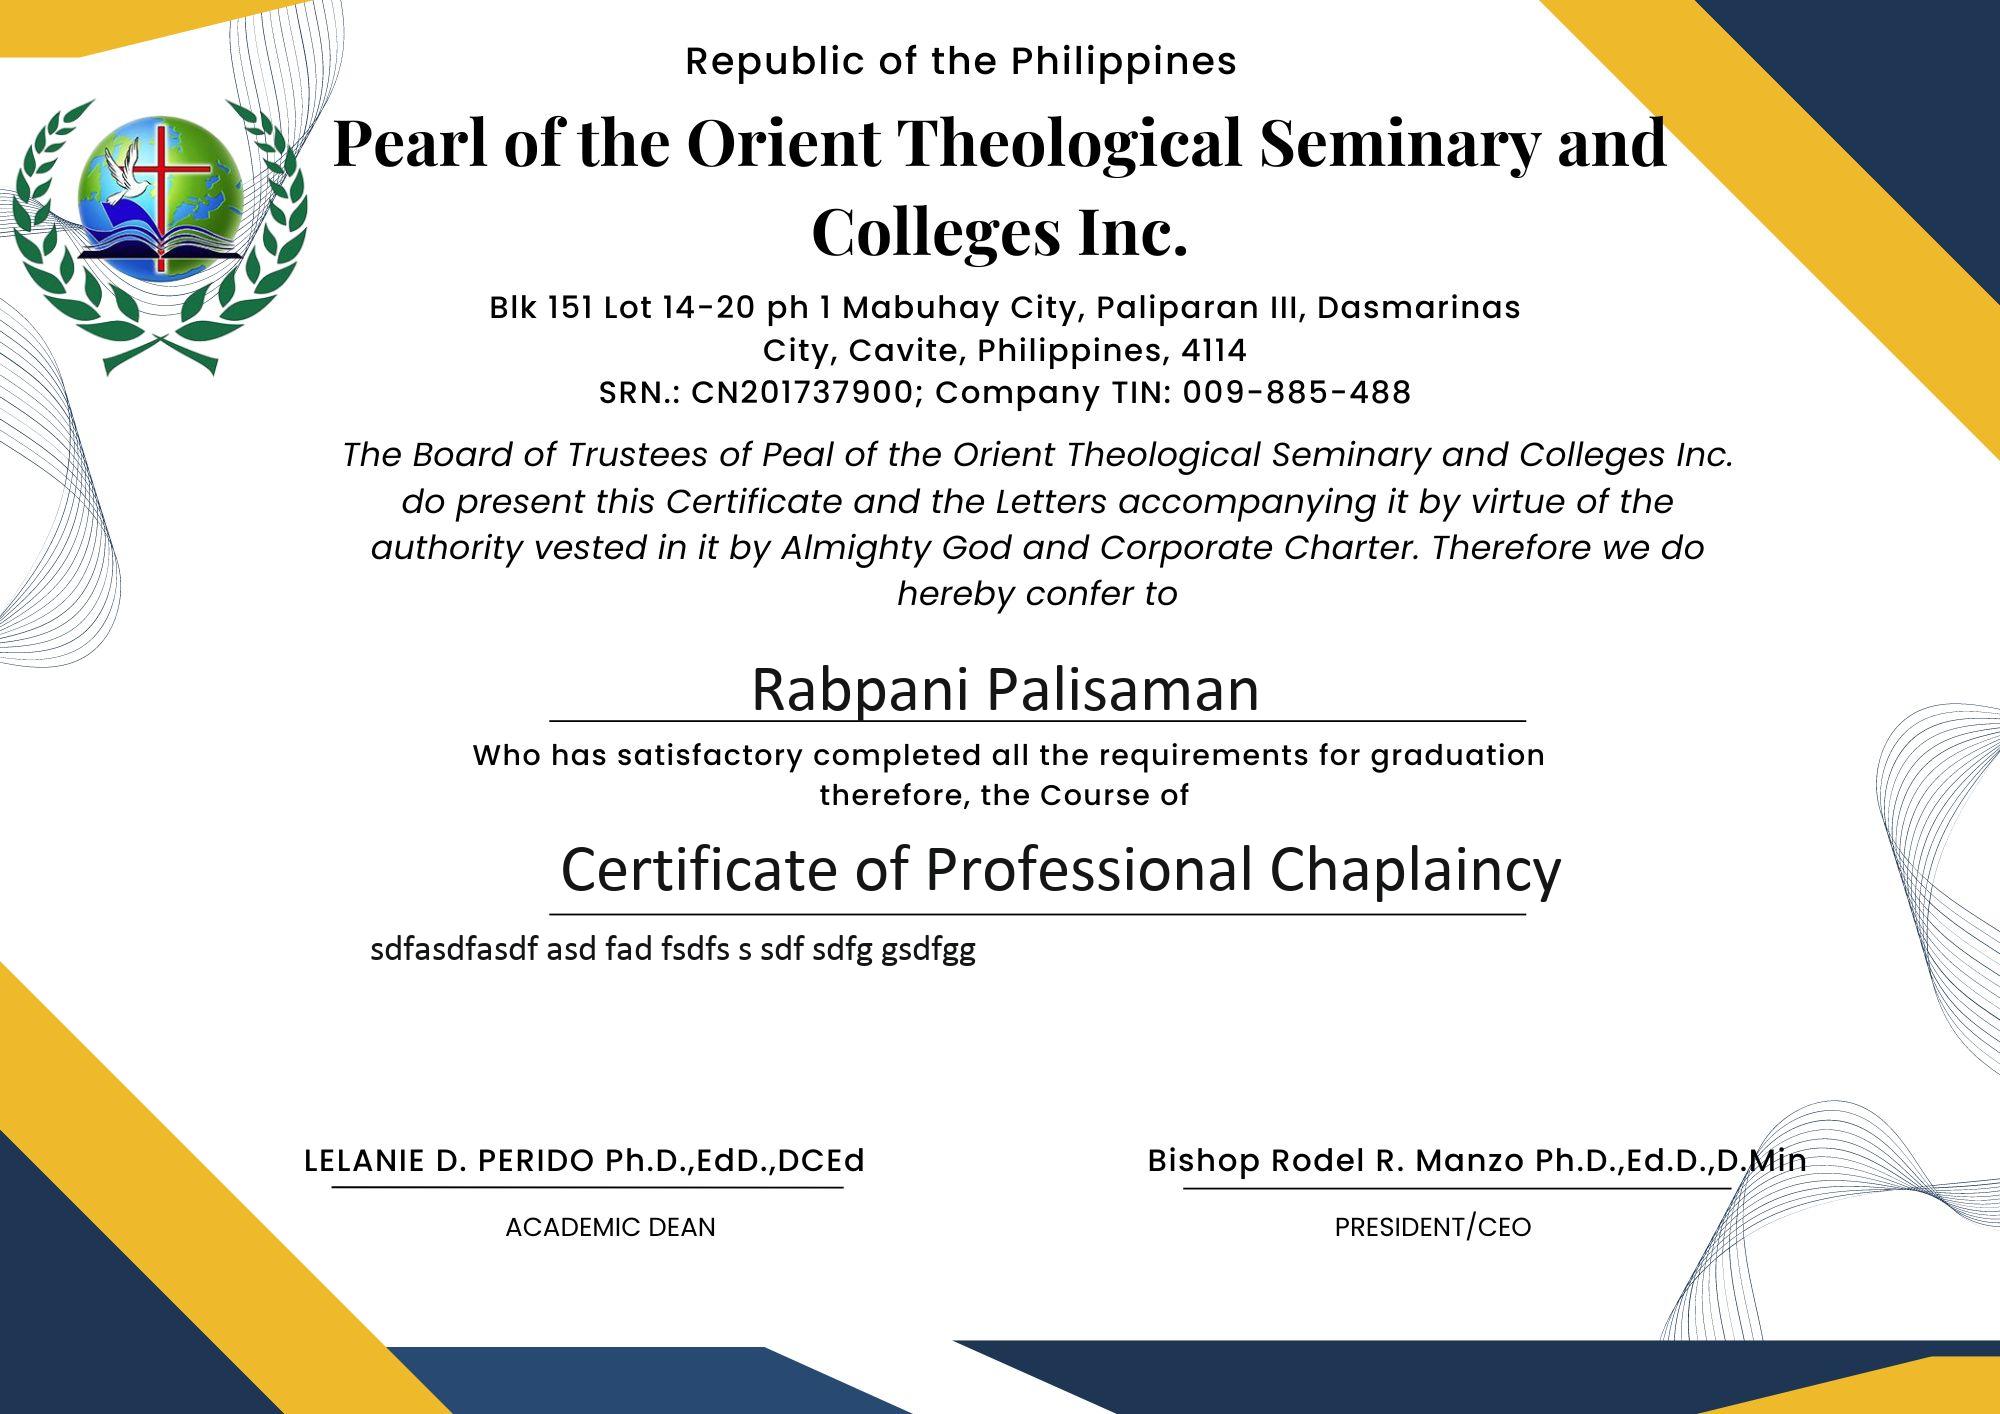 Republic of the Philippines
Pearl of the Orient Theological Seminary and
Colleges Inc.
Blk 151 Lot 14-20 ph 1 Mabuhay City, Paliparan III, Dasmarinas
City, Cavite, Philippines, 4114
SRN.: CN201737900; Company TIN: 009-885-488
The Board of Trustees of Peal of the Orient Theological Seminary and Colleges Inc.
do present this Certificate and the Letters accompanying it by virtue of the
authority vested in it by Almighty God and Corporate Charter. Therefore we do
hereby confer to
Rabpani Palisaman
Who has satisfactory completed all the requirements for graduation
therefore, the Course of
Certificate of Professional Chaplaincy
sdfasdfasdf asd fad fsdfs s sdf sdfg gsdfgg
LELANIE D. PERIDO Ph.D.,EdD.,DCEd
Bishop Rodel R. Manzo Ph.D.,Ed.D.,D.Min
ACADEMIC DEAN
PRESIDENT/CEO